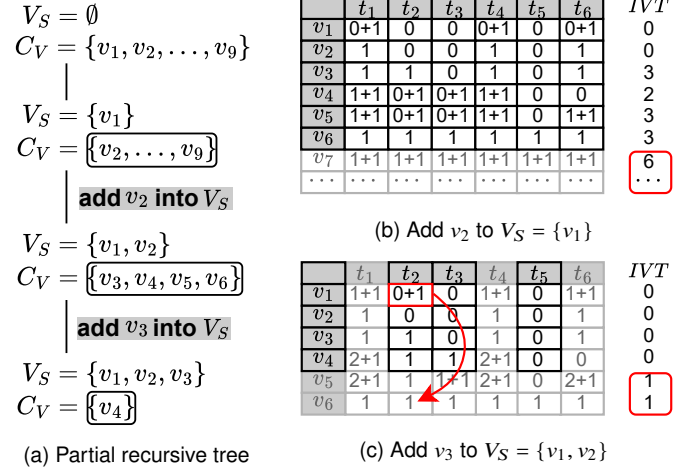 V_S = ∅
C_V = {v_1, v_2, . . . , v_9}
V_S = {v_1}
C_V = {v_2, . . . , v_9}
add v_2 into V_S
V_S = {v_1, v_2}
C_V = {v_3, v_4, v_5, v_6}
add v_3 into V_S
V_S = {v_1, v_2, v_3}
C_V = {v_4}
(a) Partial recursive tree
t_1 t_2 t_3 t_4 t_5 t_6 IVT
v_1 0+1 0 0 0+1 0 0+1 0
v_2 1 0 0 1 0 1 0
v_3 1 1 0 1 0 1 3
v_4 1+1 0+1 0+1 1+1 0 0 2
v_5 1+1 0+1 0+1 1+1 0 1+1 3
v_6 1 1 1 1 1 1 3
v_7 1+1 1+1 1+1 1+1 1+1 1+1 6
... ... ... ... ... ... ... ...
(b) Add v_2 to V_S = {v_1}
t_1 t_2 t_3 t_4 t_5 t_6 IVT
v_1 1+1 0+1 0 1+1 0 1+1 0
v_2 1 0 0 1 0 1 0
v_3 1 1 0 1 0 1 0
v_4 2+1 1 1 2+1 0 0 0
v_5 2+1 1 1+1 2+1 0 2+1 1
v_6 1 1 1 1 1 1 1
(c) Add v_3 to V_S = {v_1, v_2}